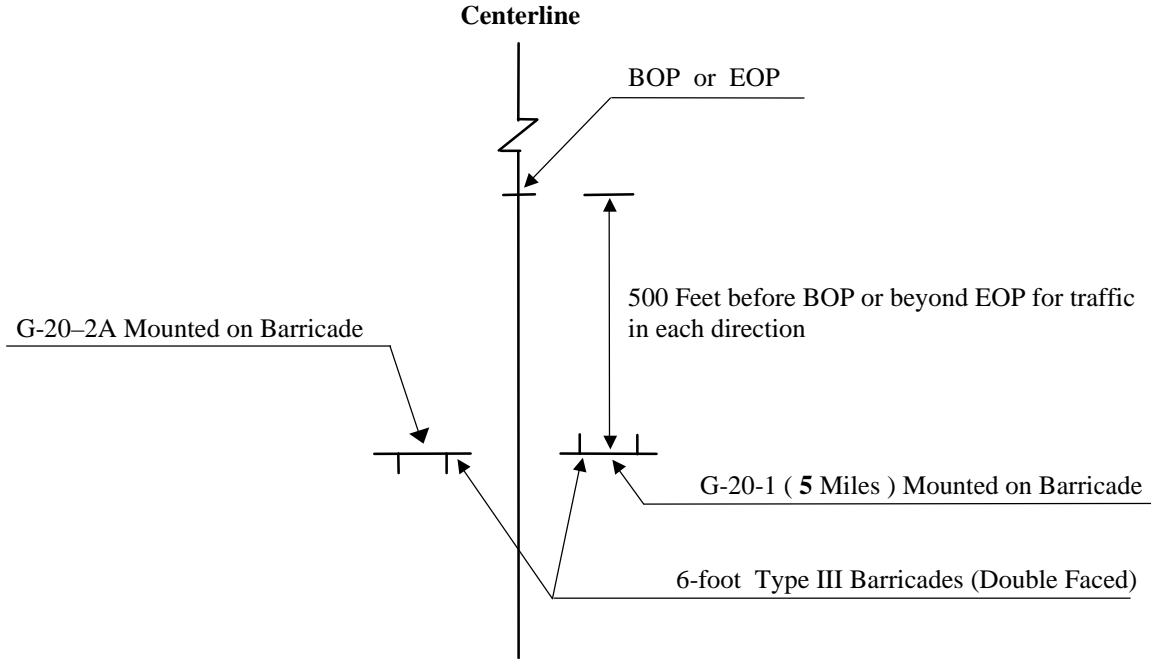 Centerline
BOP or EOP
500 Feet before BOP or beyond EOP for traffic
in each direction
G-20–2A Mounted on Barricade
G-20-1 ( 5 Miles ) Mounted on Barricade
6-foot Type III Barricades (Double Faced)